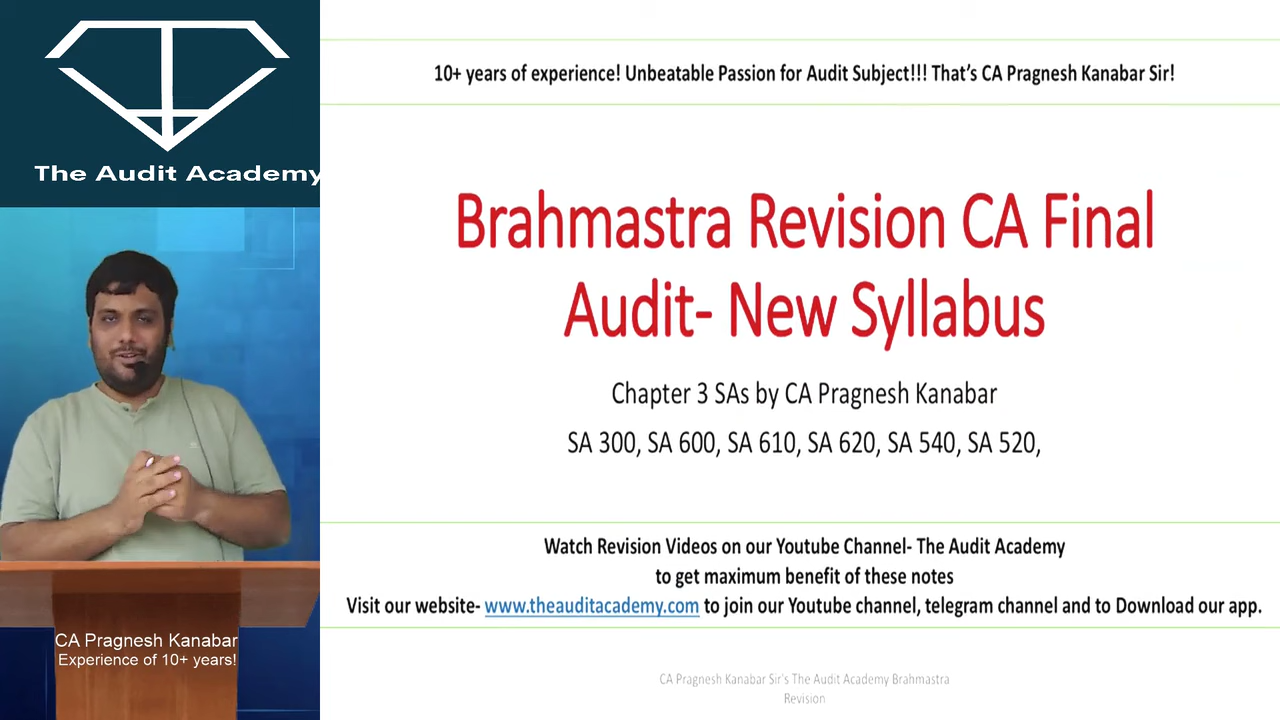 The Audit Academy
10+ years of experience! Unbeatable Passion for Audit Subject!!! That's CA Pragnesh Kanabar Sir!
Brahmastra Revision CA Final
Audit- New Syllabus
Chapter 3 SAs by CA Pragnesh Kanabar
SA 300, SA 600, SA 610, SA 620, SA 540, SA 520,
Watch Revision Videos on our Youtube Channel- The Audit Academy
to get maximum benefit of these notes
Visit our website- www.theauditacademy.com to join our Youtube channel, telegram channel and to Download our app.
CA Pragnesh Kanabar
Experience of 10+ years!
CA Pragnesh Kanabar Sir's The Audit Academy Brahmastra
Revision